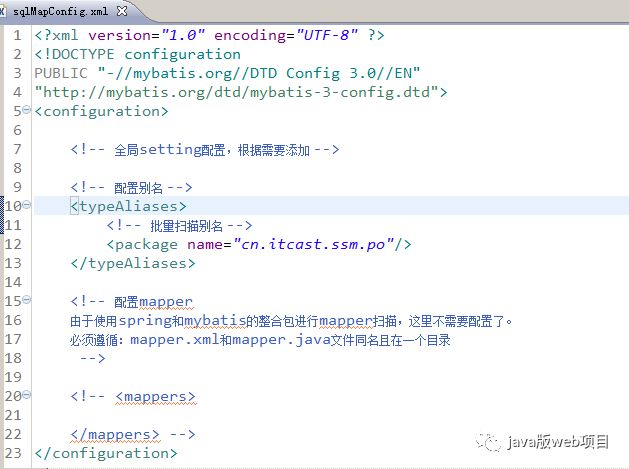 sqlMapConfig.xml
1 <?xml version="1.0" encoding="UTF-8" ?>
2 <!DOCTYPE configuration
3 PUBLIC "-//mybatis.org//DTD Config 3.0//EN"
4 "http://mybatis.org/dtd/mybatis-3-config.dtd">
5 <configuration>
6
7 <!-- 全局setting配置，根据需要添加 -->
8
9 <!-- 配置别名 -->
10 <typeAliases>
11 <!-- 批量扫描别名 -->
12 <package name="cn.itcast.ssm.po"/>
13 </typeAliases>
14
15 <!-- 配置mapper
16 由于使用spring和mybatis的整合包进行mapper扫描，这里不需要配置了。
17 必须遵循：mapper.xml和mapper.java文件同名且在一个目录
18 -->
19
20 <!-- <mappers>
21
22 </mappers> -->
23 </configuration>
java版web项目